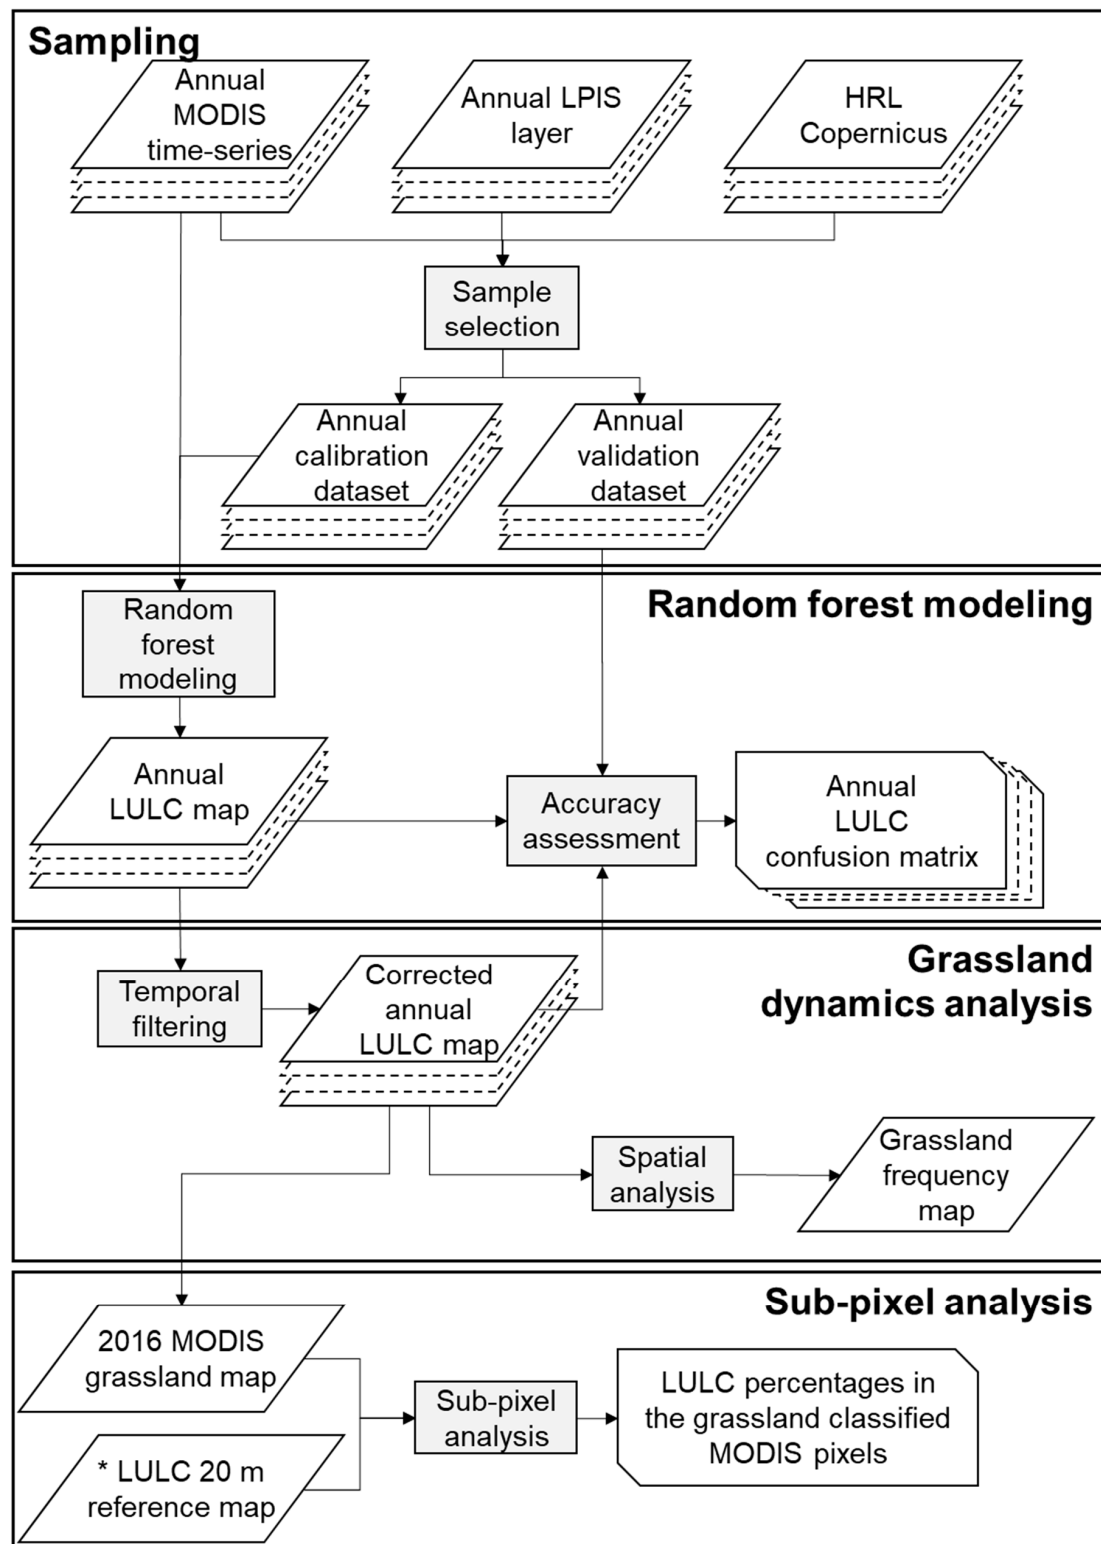 Sampling
Annual
MODIS
time-series
Annual LPIS
layer
HRL
Copernicus
Sample
selection
Annual
calibration
dataset
Annual
validation
dataset
Random forest modeling
Random
forest
modeling
Annual
LULC map
Accuracy
assessment
Annual
LULC
confusion matrix
Grassland
dynamics analysis
Temporal
filtering
Corrected
annual
LULC map
Spatial
analysis
Grassland
frequency
map
Sub-pixel analysis
2016 MODIS
grassland map
* LULC 20 m
reference map
Sub-pixel
analysis
LULC percentages in
the grassland classified
MODIS pixels